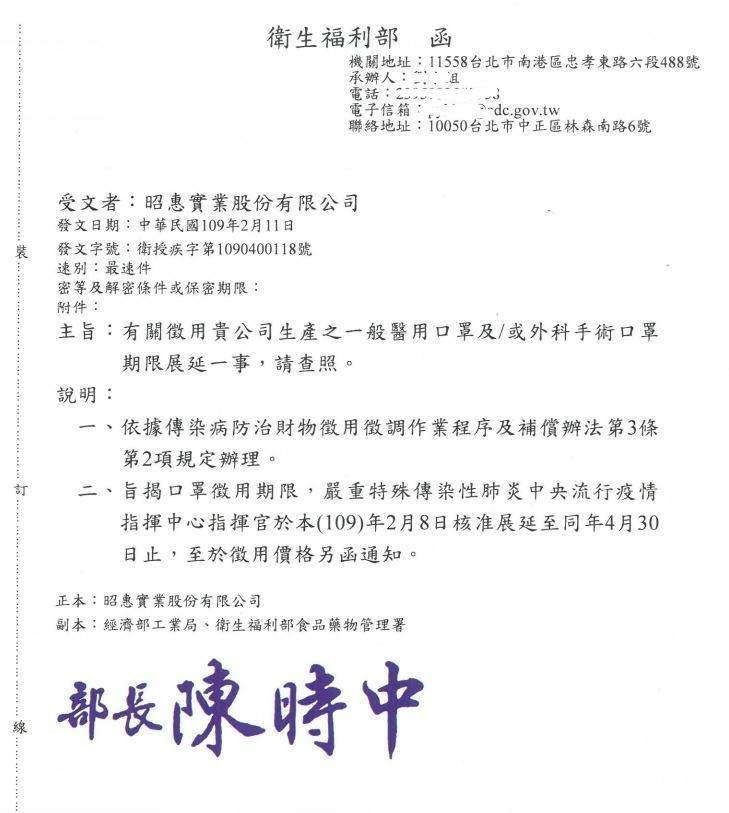 衛生福利部 函
機關地址：11558台北市南港區忠孝東路六段488號
承辦人：
電話：
電子信箱：dc.gov.tw
聯絡地址：10050台北市中正區林森南路6號
受文者：昭惠實業股份有限公司
發文日期：中華民國109年2月11日
發文字號：衛授疾字第1090400118號
速別：最速件
密等及解密條件或保密期限：
附件：
主旨：有關徵用貴公司生產之一般醫用口罩及/或外科手術口罩
期限展延一事，請查照。
說明：
一、依據傳染病防治財物徵用徵調作業程序及補償辦法第3條
第2項規定辦理。
二、旨揭口罩徵用期限，嚴重特殊傳染性肺炎中央流行疫情
指揮中心指揮官於本(109)年2月8日核准展延至同年4月30
日止，至於徵用價格另函通知。
正本：昭惠實業股份有限公司
副本：經濟部工業局、衛生福利部食品藥物管理署
部長陳時中
裝
訂
線